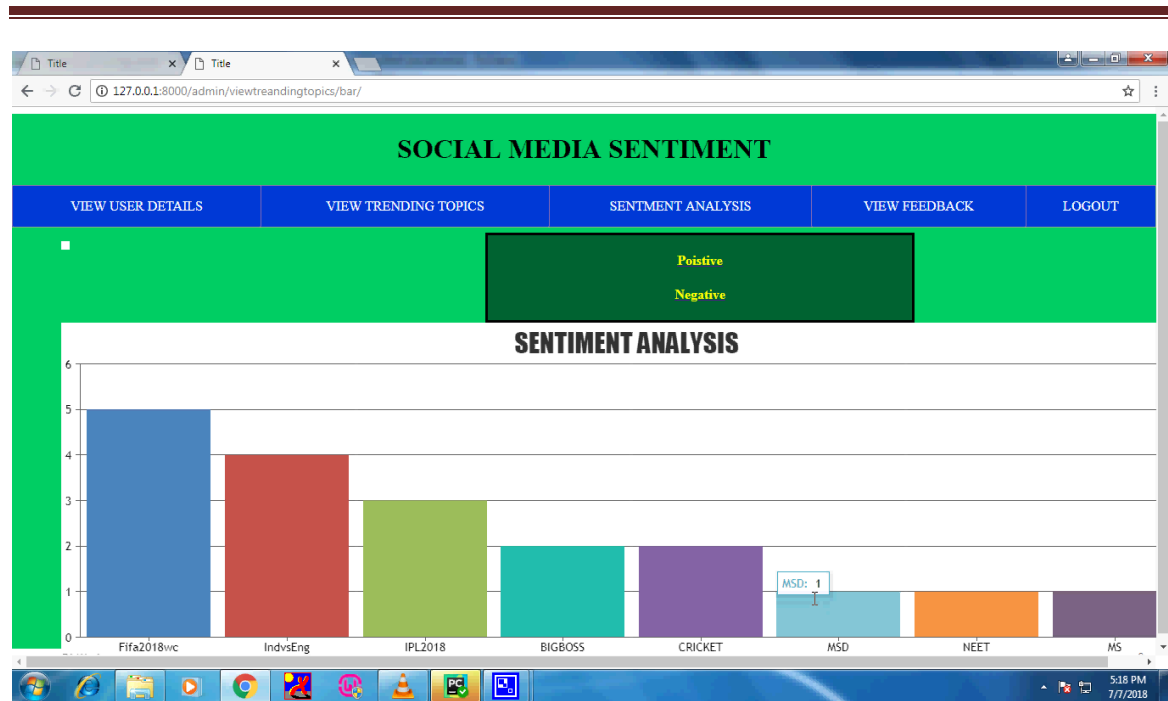 Title
Title
127.0.0.1:8000/admin/viewtreandingtopics/bar/
SOCIAL MEDIA SENTIMENT
VIEW USER DETAILS VIEW TRENDING TOPICS SENTMENT ANALYSIS VIEW FEEDBACK LOGOUT
Poistive
Negative
SENTIMENT ANALYSIS
6
5
4
3
2
1
0
MSD: 1
Fifa2018wc IndvsEng IPL2018 BIGBOSS CRICKET MSD NEET MS
PC
5:18 PM
7/7/2018